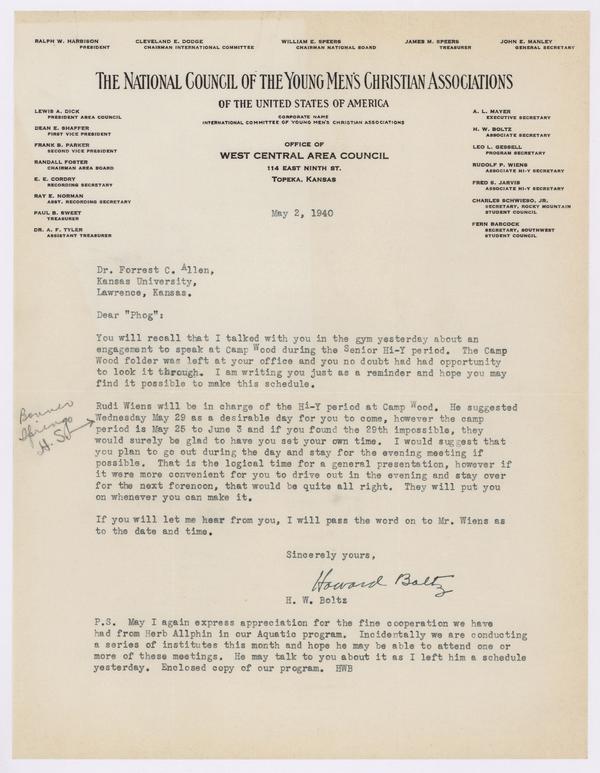 RALPH W. HARBISON
PRESIDENT
CLEVELAND E. DODGE
CHAIRMAN INTERNATIONAL COMMITTEE
WILLIAM E. SPEERS
CHAIRMAN NATIONAL BOARD
JAMES M. SPEERS
TREASURER
JOHN E. MANLEY
GENERAL SECRETARY
THE NATIONAL COUNCIL OF THE YOUNG MEN'S CHRISTIAN ASSOCIATIONS
OF THE UNITED STATES OF AMERICA
CORPORATE NAME
INTERNATIONAL COMMITTEE OF YOUNG MEN'S CHRISTIAN ASSOCIATIONS
OFFICE OF
WEST CENTRAL AREA COUNCIL
114 EAST NINTH ST.
TOPEKA, KANSAS
LEWIS A. DICK
PRESIDENT AREA COUNCIL
DEAN E. SHAFFER
FIRST VICE PRESIDENT
FRANK B. PARKER
SECOND VICE PRESIDENT
RANDALL FOSTER
CHAIRMAN AREA BOARD
E. E. CORDRY
RECORDING SECRETARY
RAY E. NORMAN
ASST. RECORDING SECRETARY
PAUL B. SWEET
TREASURER
DR. A. F. TYLER
ASSISTANT TREASURER
A. L. MAYER
EXECUTIVE SECRETARY
H. W. BOLTZ
ASSOCIATE SECRETARY
LEO L. GESSELL
PROGRAM SECRETARY
RUDOLF P. WIENS
ASSOCIATE HI-Y SECRETARY
FRED S. JARVIS
ASSOCIATE HI-Y SECRETARY
CHARLES SCHWIESO, JR.
SECRETARY, ROCKY MOUNTAIN
STUDENT COUNCIL
FERN BABCOCK
SECRETARY, SOUTHWEST
STUDENT COUNCIL
May 2, 1940
Dr. Forrest C. Allen,
Kansas University,
Lawrence, Kansas.
Dear "Phog":
You will recall that I talked with you in the gym yesterday about an
engagement to speak at Camp Wood during the Senior Hi-Y period. The Camp
Wood folder was left at your office and you no doubt had had opportunity
to look it through. I am writing you just as a reminder and hope you may
find it possible to make this schedule.
Bonner
Springs
H. S.
Rudi Wiens will be in charge of the Hi-Y period at Camp Wood. He suggested
Wednesday May 29 as a desirable day for you to come, however the camp
period is May 25 to June 3 and if you found the 29th impossible, they
would surely be glad to have you set your own time. I would suggest that
you plan to go out during the day and stay for the evening meeting if
possible. That is the logical time for a general presentation, however if
it were more convenient for you to drive out in the evening and stay over
for the next forenoon, that would be quite all right. They will put you
on whenever you can make it.
If you will let me hear from you, I will pass the word on to Mr. Wiens as
to the date and time.
Sincerely yours,
Howard Boltz
H. W. Boltz
P.S. May I again express appreciation for the fine cooperation we have
had from Herb Allphin in our Aquatic program. Incidentally we are conducting
a series of institutes this month and hope he may be able to attend one or
more of these meetings. He may talk to you about it as I left him a schedule
yesterday. Enclosed copy of our program. HWB